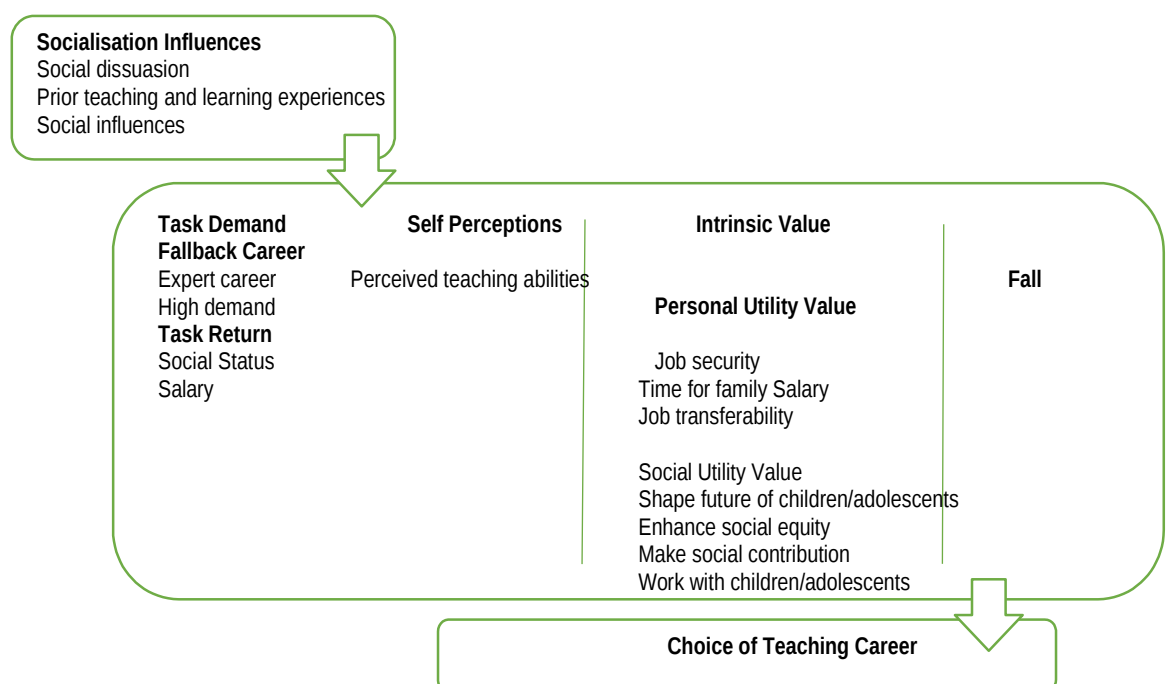 Socialisation Influences
Social dissuasion
Prior teaching and learning experiences
Social influences
Task Demand
Fallback Career
Expert career
High demand
Task Return
Social Status
Salary
Self Perceptions
Perceived teaching abilities
Intrinsic Value
Personal Utility Value
Job security
Time for family Salary
Job transferability
Social Utility Value
Shape future of children/adolescents
Enhance social equity
Make social contribution
Work with children/adolescents
Fall
Choice of Teaching Career